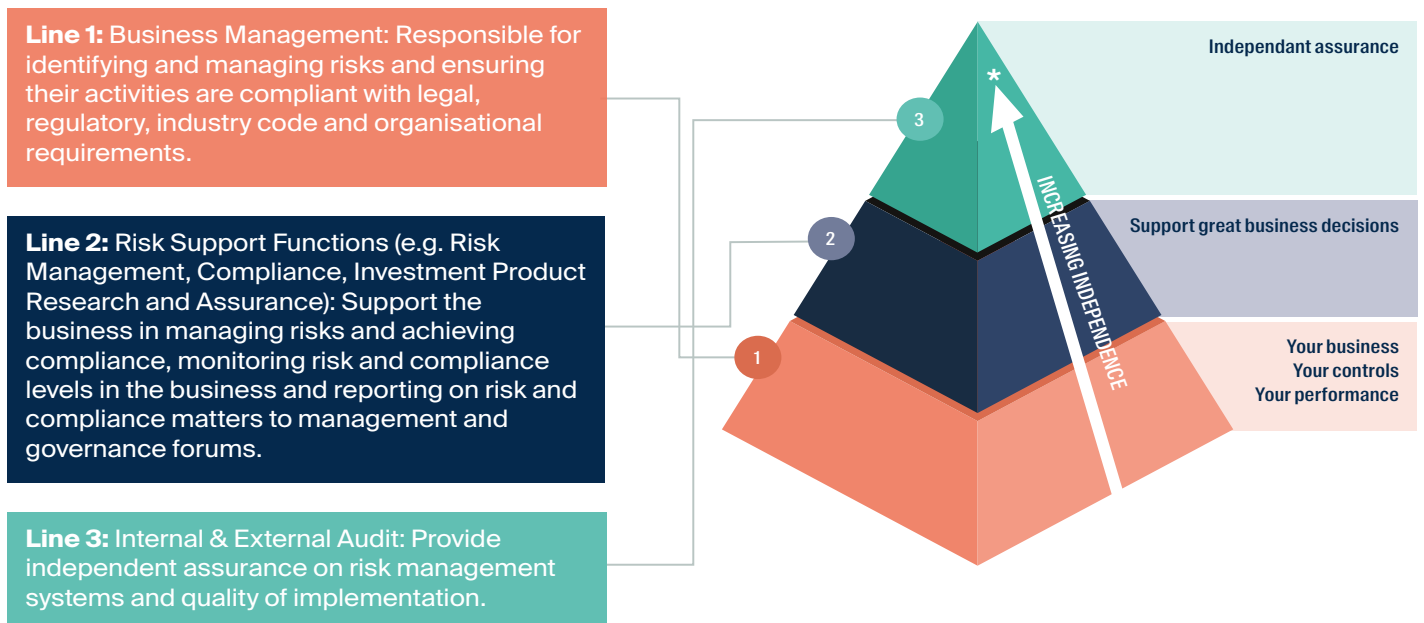 Line 1: Business Management: Responsible for
identifying and managing risks and ensuring
their activities are compliant with legal,
regulatory, industry code and organisational
requirements.
Line 2: Risk Support Functions (e.g. Risk
Management, Compliance, Investment Product
Research and Assurance): Support the
business in managing risks and achieving
compliance, monitoring risk and compliance
levels in the business and reporting on risk and
compliance matters to management and
governance forums.
Line 3: Internal & External Audit: Provide
independent assurance on risk management
systems and quality of implementation.
*
3
2
1
INCREASING INDEPENDENCE
Independant assurance
Support great business decisions
Your business
Your controls
Your performance